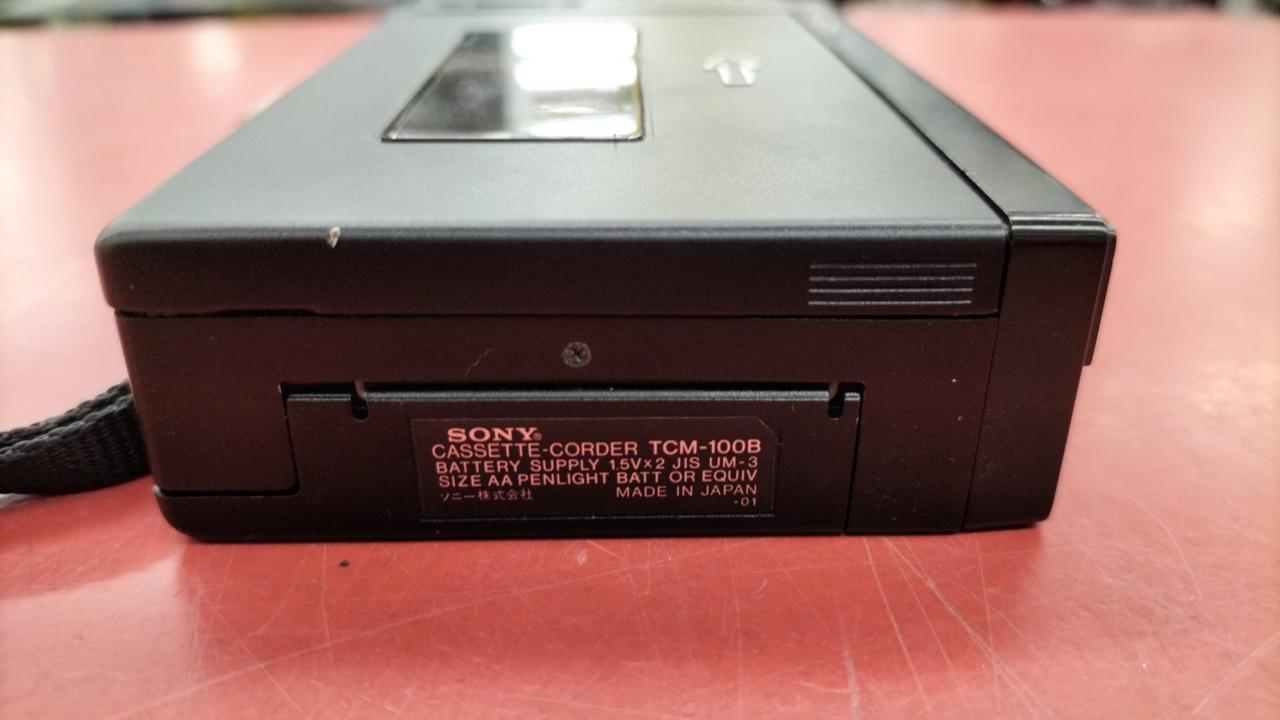 SONY®
CASSETTE-CORDER TCM-100B
BATTERY SUPPLY 1.5V×2 JIS UM-3
SIZE AA PENLIGHT BATT OR EQUIV
ソニー株式会社 MADE IN JAPAN
-01